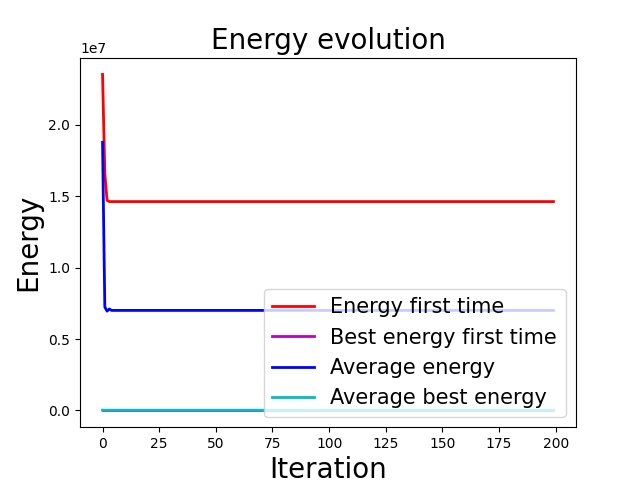 Energy evolution
1e7
2.0
1.5
1.0
0.5
0.0
Energy
Energy first time
Best energy first time
Average energy
Average best energy
0 25 50 75 100 125 150 175 200
Iteration